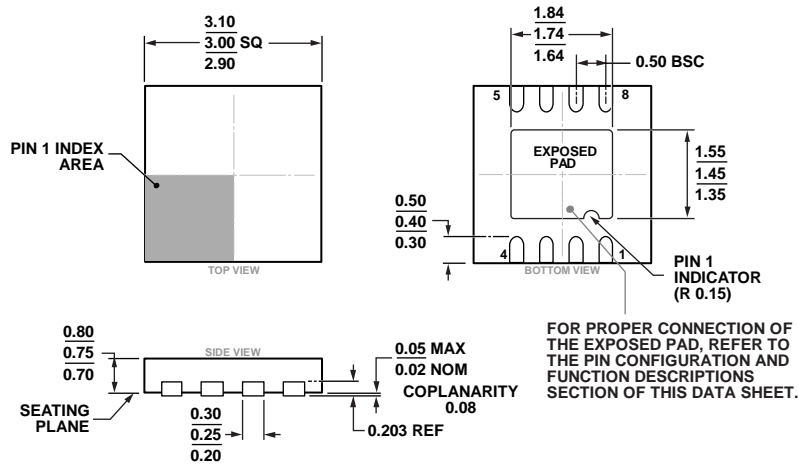 3.10
3.00 SQ
2.90
PIN 1 INDEX
AREA
TOP VIEW
1.84
1.74
1.64
0.50 BSC
5
8
EXPOSED
PAD
1.55
1.45
1.35
0.50
0.40
0.30
4
1
BOTTOM VIEW
PIN 1
INDICATOR
(R 0.15)
FOR PROPER CONNECTION OF
THE EXPOSED PAD, REFER TO
THE PIN CONFIGURATION AND
FUNCTION DESCRIPTIONS
SECTION OF THIS DATA SHEET.
0.80
0.75
0.70
SIDE VIEW
SEATING
PLANE
0.30
0.25
0.20
0.05 MAX
0.02 NOM
COPLANARITY
0.08
0.203 REF